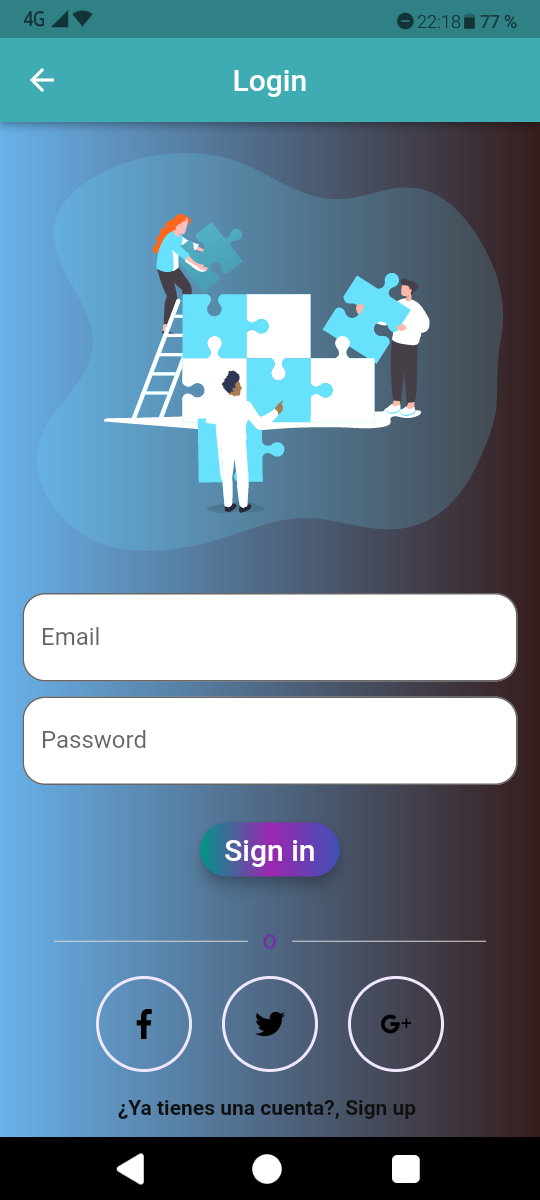 4G 22:18 77 %
Login
Email
Password
Sign in
O
f G+
¿Ya tienes una cuenta?, Sign up